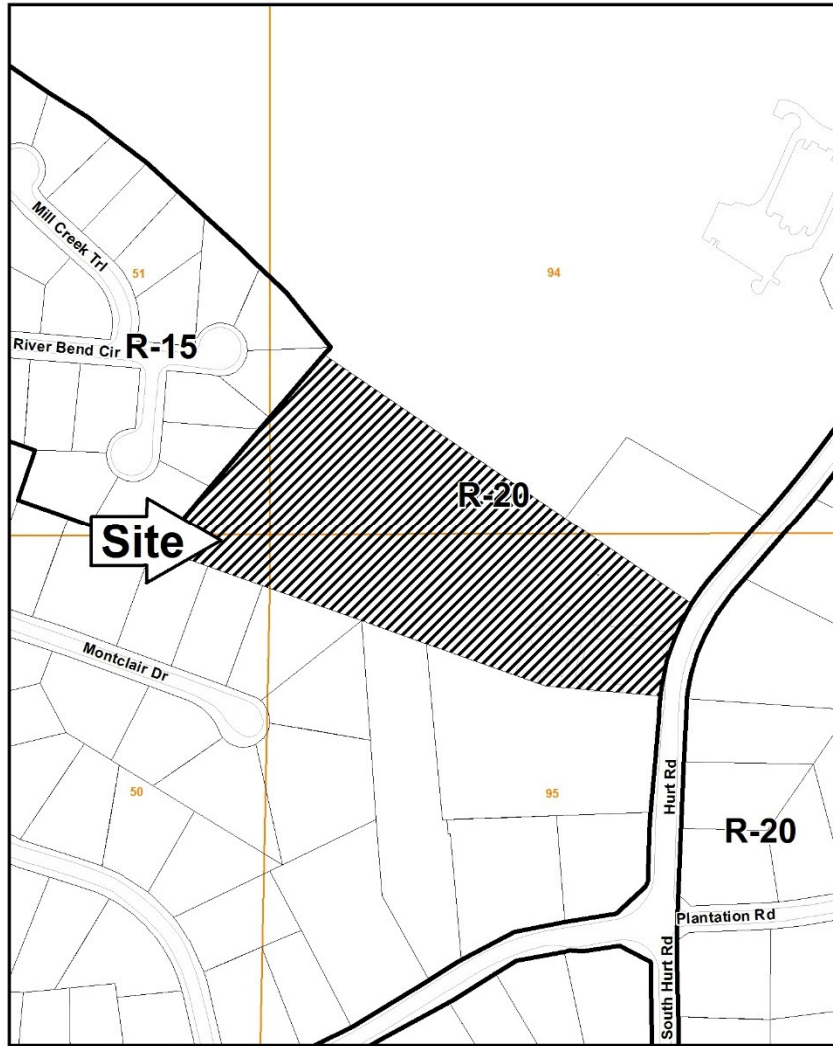 Mill Creek Trl
51
94
River Bend Cir
R-15
R-20
Site
Montclair Dr
50
95
Hurt Rd
R-20
Plantation Rd
South Hurt Rd